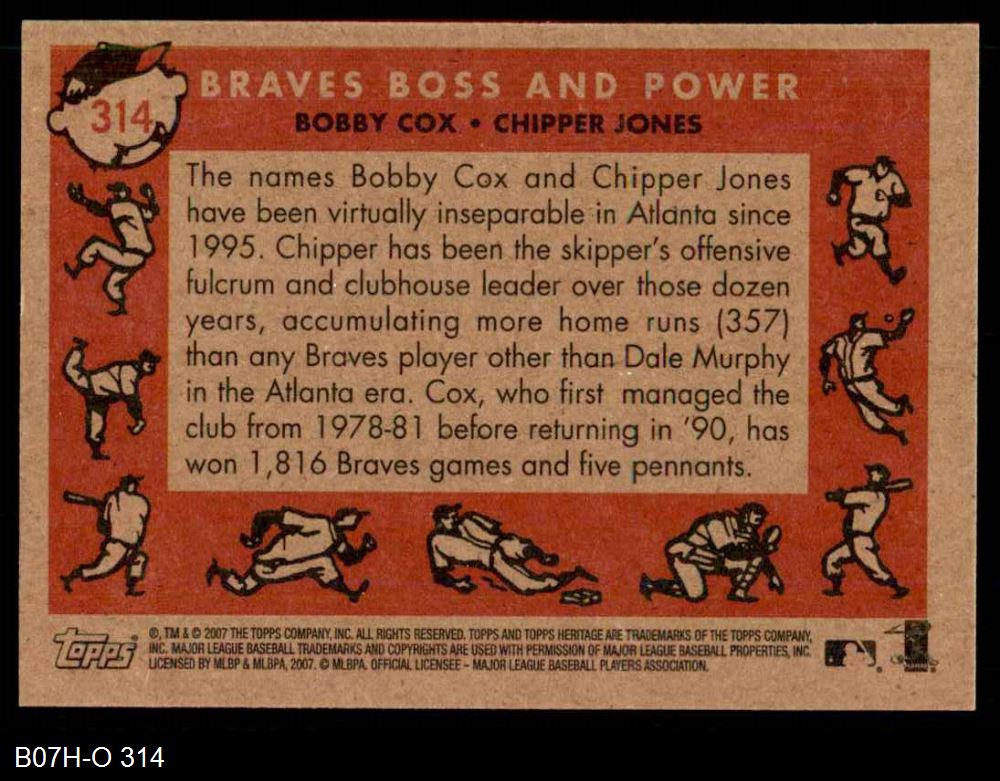 314
BRAVES BOSS AND POWER
BOBBY COX • CHIPPER JONES
The names Bobby Cox and Chipper Jones
have been virtually inseparable in Atlanta since
1995. Chipper has been the skipper's offensive
fulcrum and clubhouse leader over those dozen
years, accumulating more home runs (357)
than any Braves player other than Dale Murphy
in the Atlanta era. Cox, who first managed the
club from 1978-81 before returning in '90, has
won 1,816 Braves games and five pennants.
topps
®, TM & © 2007 THE TOPPS COMPANY, INC. ALL RIGHTS RESERVED. TOPPS AND TOPPS HERITAGE ARE TRADEMARKS OF THE TOPPS COMPANY,
INC. MAJOR LEAGUE BASEBALL TRADEMARKS AND COPYRIGHTS ARE USED WITH PERMISSION OF MAJOR LEAGUE BASEBALL PROPERTIES, INC.
LICENSED BY MLBP & MLBPA, 2007. © MLBPA. OFFICIAL LICENSEE – MAJOR LEAGUE BASEBALL PLAYERS ASSOCIATION.
B07H-O 314